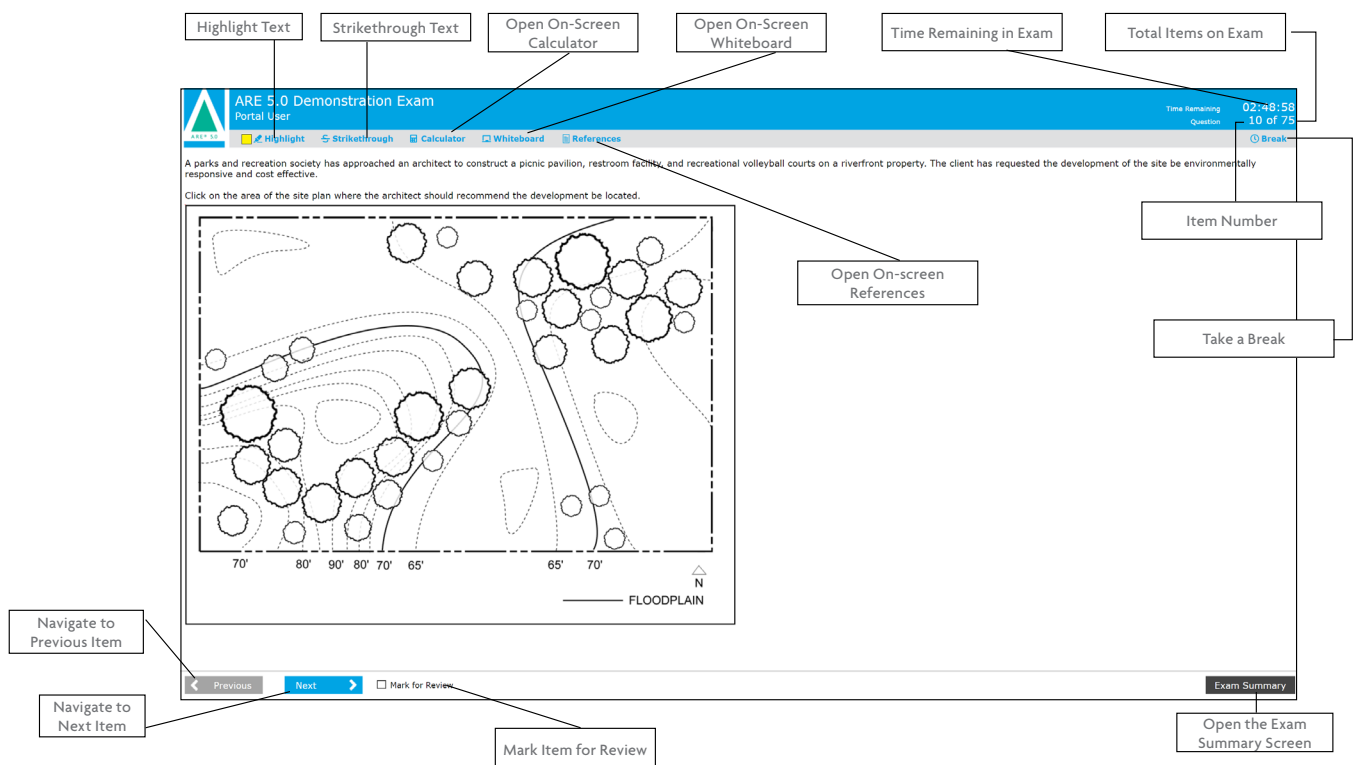 Highlight Text
Strikethrough Text
Open On-Screen
Calculator
Open On-Screen
Whiteboard
Time Remaining in Exam
Total Items on Exam
ARE 5.0 Demonstration Exam
Portal User
ARE® 5.0
Time Remaining 02:48:58
Question 10 of 75
Highlight Strikethrough Calculator Whiteboard References Break
A parks and recreation society has approached an architect to construct a picnic pavilion, restroom facility, and recreational volleyball courts on a riverfront property. The client has requested the development of the site be environmentally
responsive and cost effective.
Click on the area of the site plan where the architect should recommend the development be located.
Item Number
Open On-screen
References
Take a Break
70' 80' 90' 80' 70' 65' 65' 70'
N
FLOODPLAIN
Navigate to
Previous Item
Previous Next Mark for Review Exam Summary
Navigate to
Next Item
Mark Item for Review
Open the Exam
Summary Screen